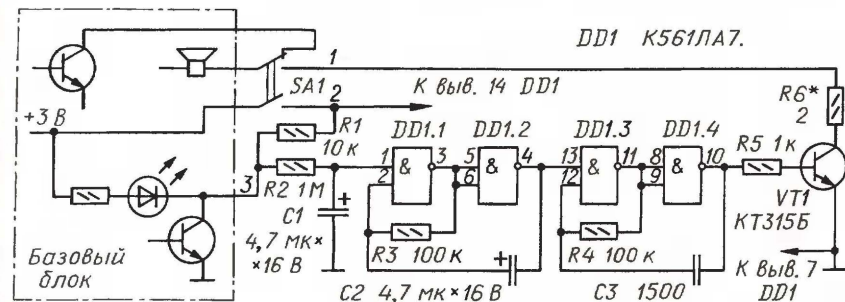 DD1 К561ЛА7.
1
SA1
2
К выв. 14 DD1
R6*
2
+3 В
R1
10 к
DD1.1
DD1.2
DD1.3
DD1.4
R5 1 к
3
R2 1М
1
2
&
3
5
6
&
4
13
12
&
11
8
9
&
10
VT1
КТ315Б
C1
4,7 мк×
×16 В
R3 100 к
R4 100 к
К выв. 7
DD1
Базовый
блок
C2 4,7 мк×16 В
C3 1500
+
+